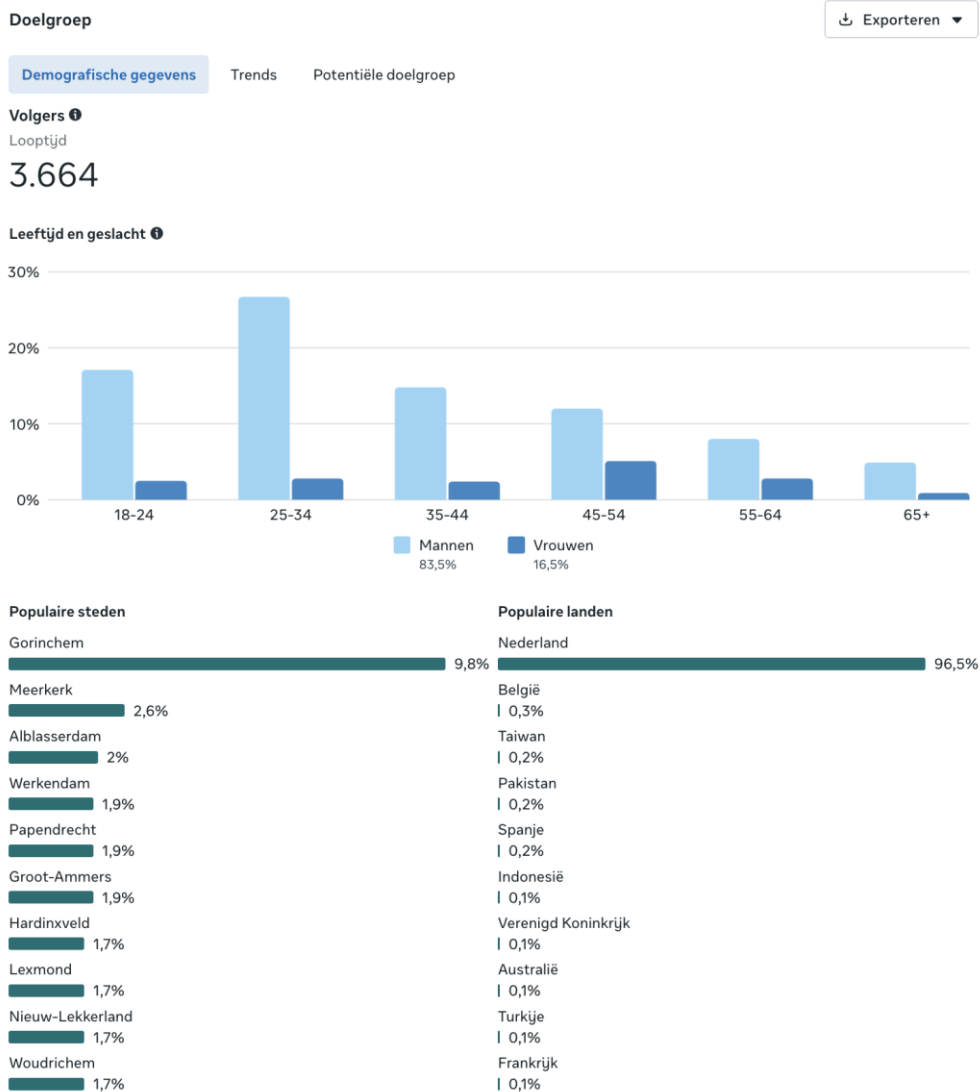 Doelgroep
Exporteren
Demografische gegevens Trends Potentiële doelgroep
Volgers
Looptijd
3.664
Leeftijd en geslacht
30%
20%
10%
0%
18-24 25-34 35-44 45-54 55-64 65+
Mannen Vrouwen
83,5% 16,5%
Populaire steden
Gorinchem
9,8%
Meerkerk
2,6%
Alblasserdam
2%
Werkendam
1,9%
Papendrecht
1,9%
Groot-Ammers
1,9%
Hardinxveld
1,7%
Lexmond
1,7%
Nieuw-Lekkerland
1,7%
Woudrichem
1,7%
Populaire landen
Nederland
96,5%
België
0,3%
Taiwan
0,2%
Pakistan
0,2%
Spanje
0,2%
Indonesië
0,1%
Verenigd Koninkrijk
0,1%
Australië
0,1%
Turkije
0,1%
Frankrijk
0,1%